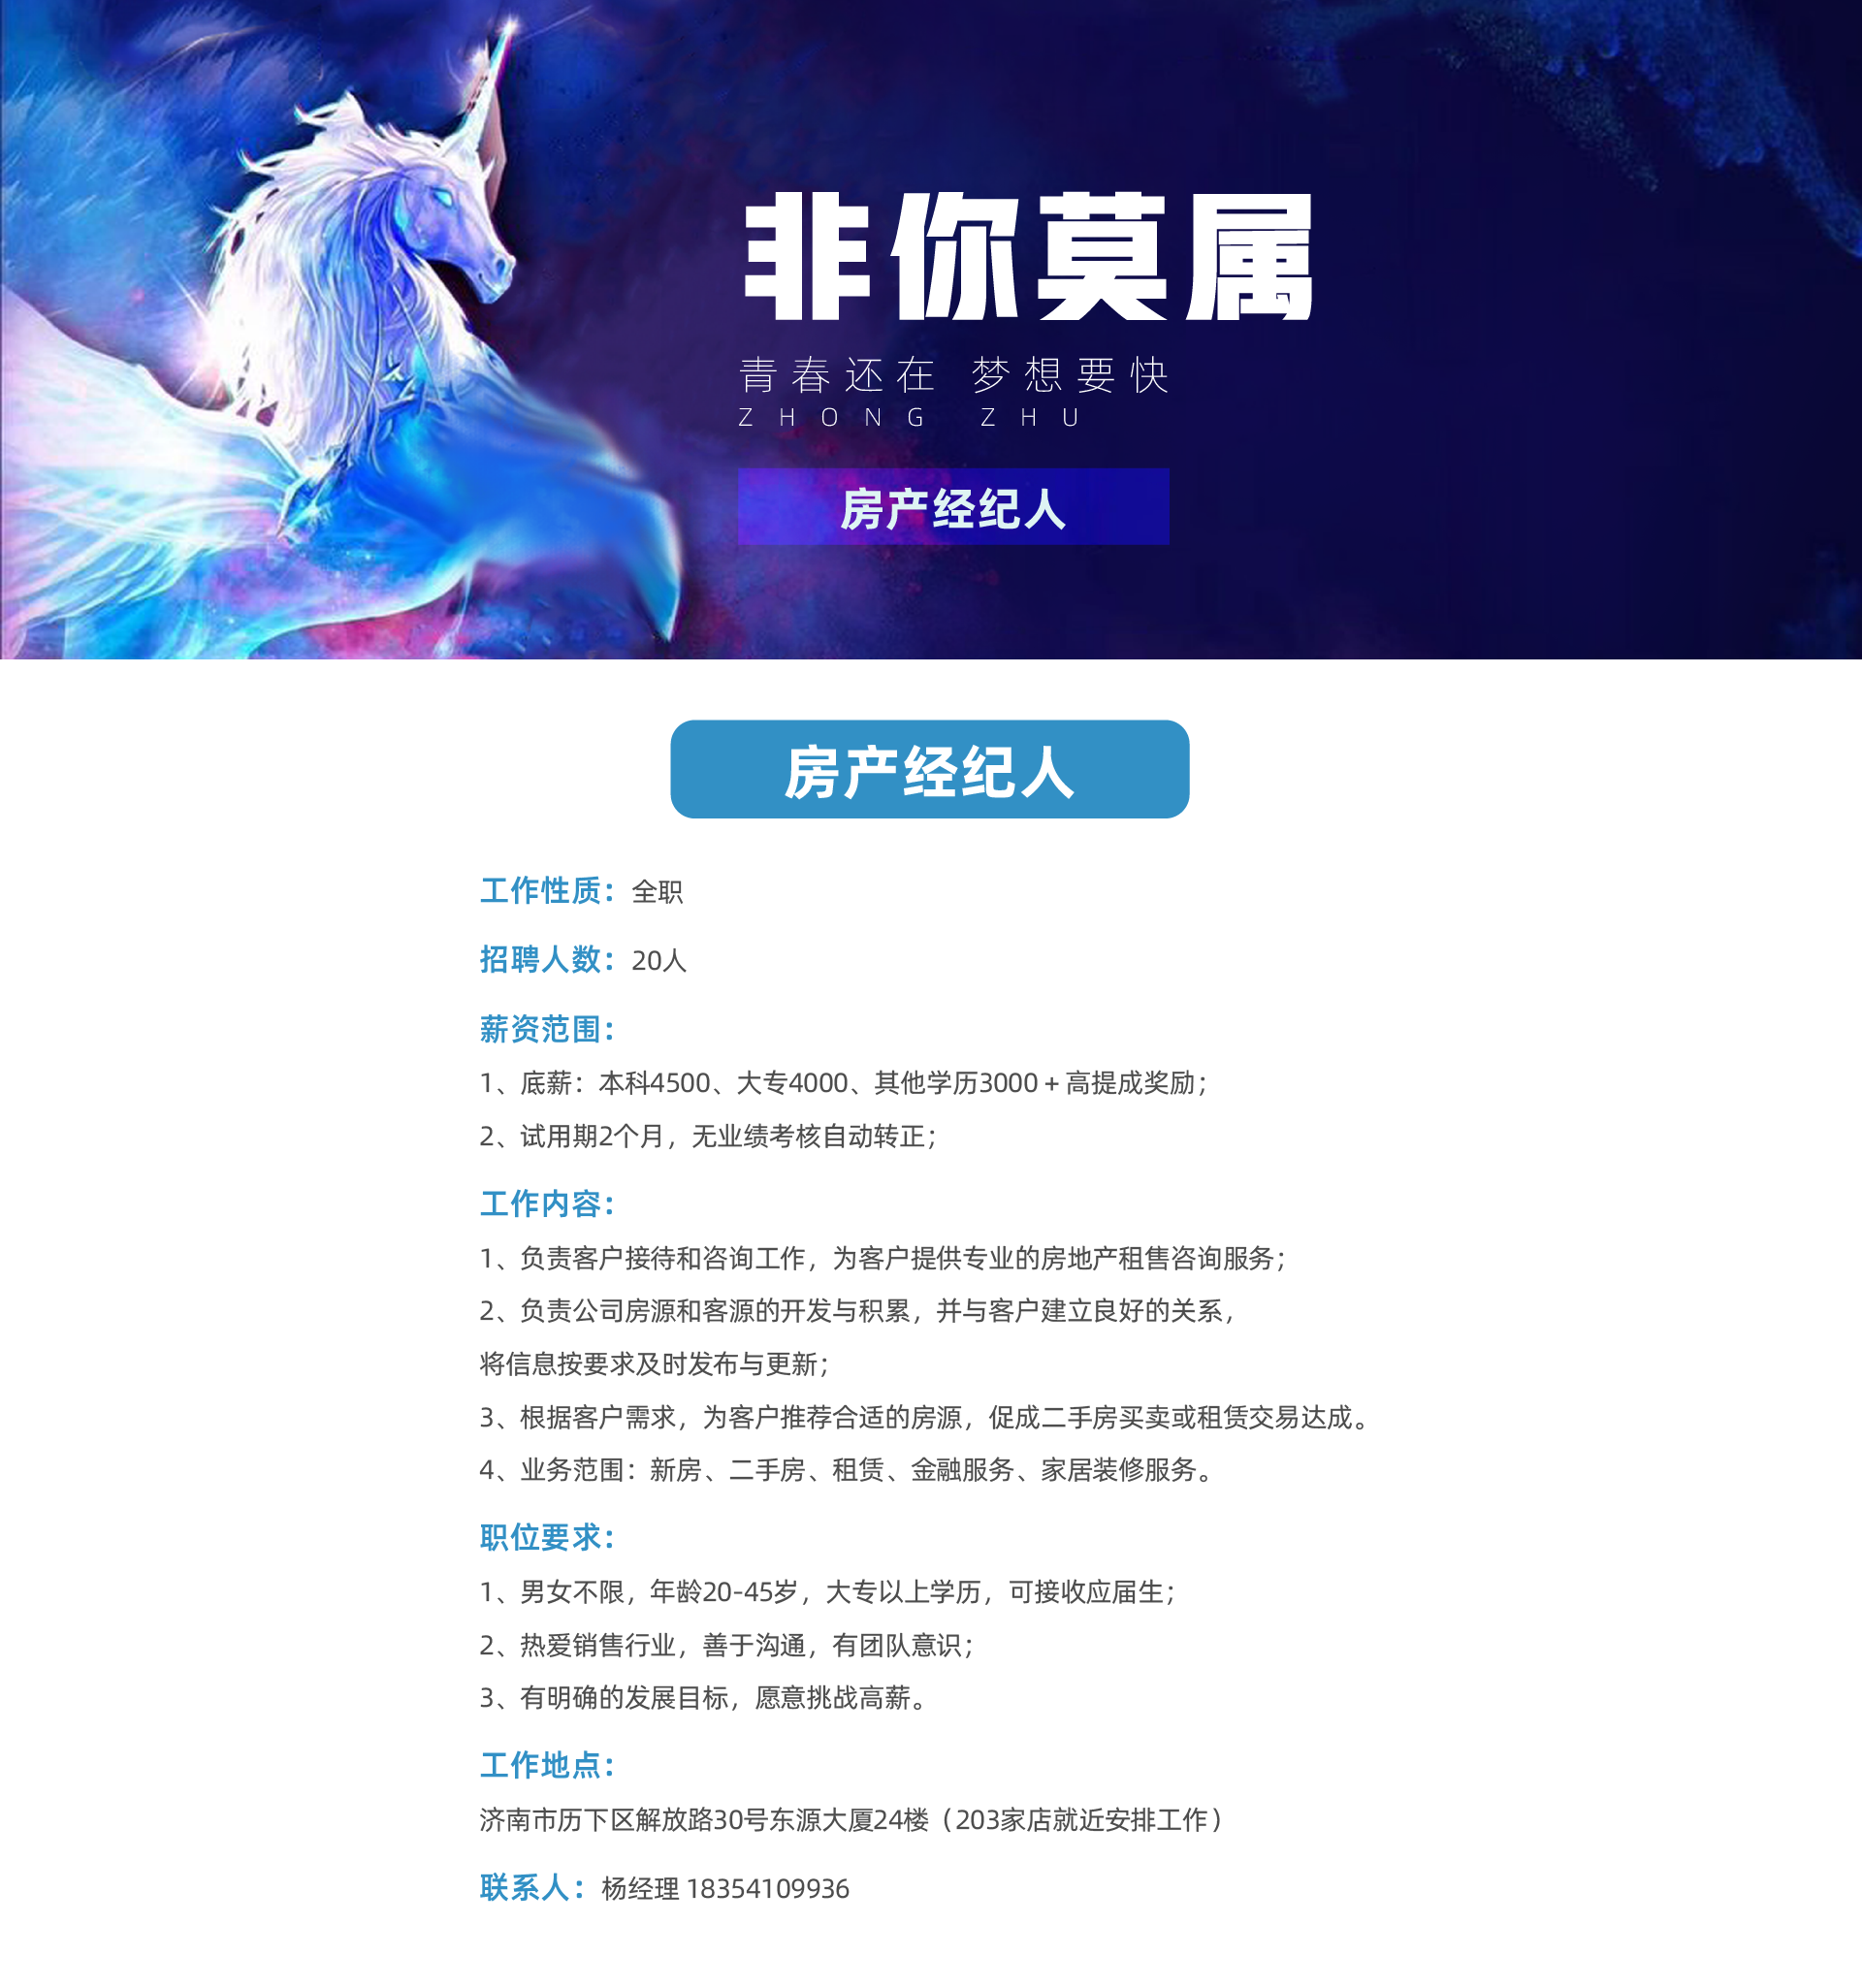 非你莫属
青春还在 梦想要快
ZHONG ZHU
房产经纪人
房产经纪人
工作性质：全职
招聘人数：20人
薪资范围：
1、底薪：本科4500、大专4000、其他学历3000＋高提成奖励；
2、试用期2个月，无业绩考核自动转正；
工作内容：
1、负责客户接待和咨询工作，为客户提供专业的房地产租售咨询服务；
2、负责公司房源和客源的开发与积累，并与客户建立良好的关系，
将信息按要求及时发布与更新；
3、根据客户需求，为客户推荐合适的房源，促成二手房买卖或租赁交易达成。
4、业务范围：新房、二手房、租赁、金融服务、家居装修服务。
职位要求：
1、男女不限，年龄20-45岁，大专以上学历，可接收应届生；
2、热爱销售行业，善于沟通，有团队意识；
3、有明确的发展目标，愿意挑战高薪。
工作地点：
济南市历下区解放路30号东源大厦24楼（203家店就近安排工作）
联系人：杨经理 18354109936